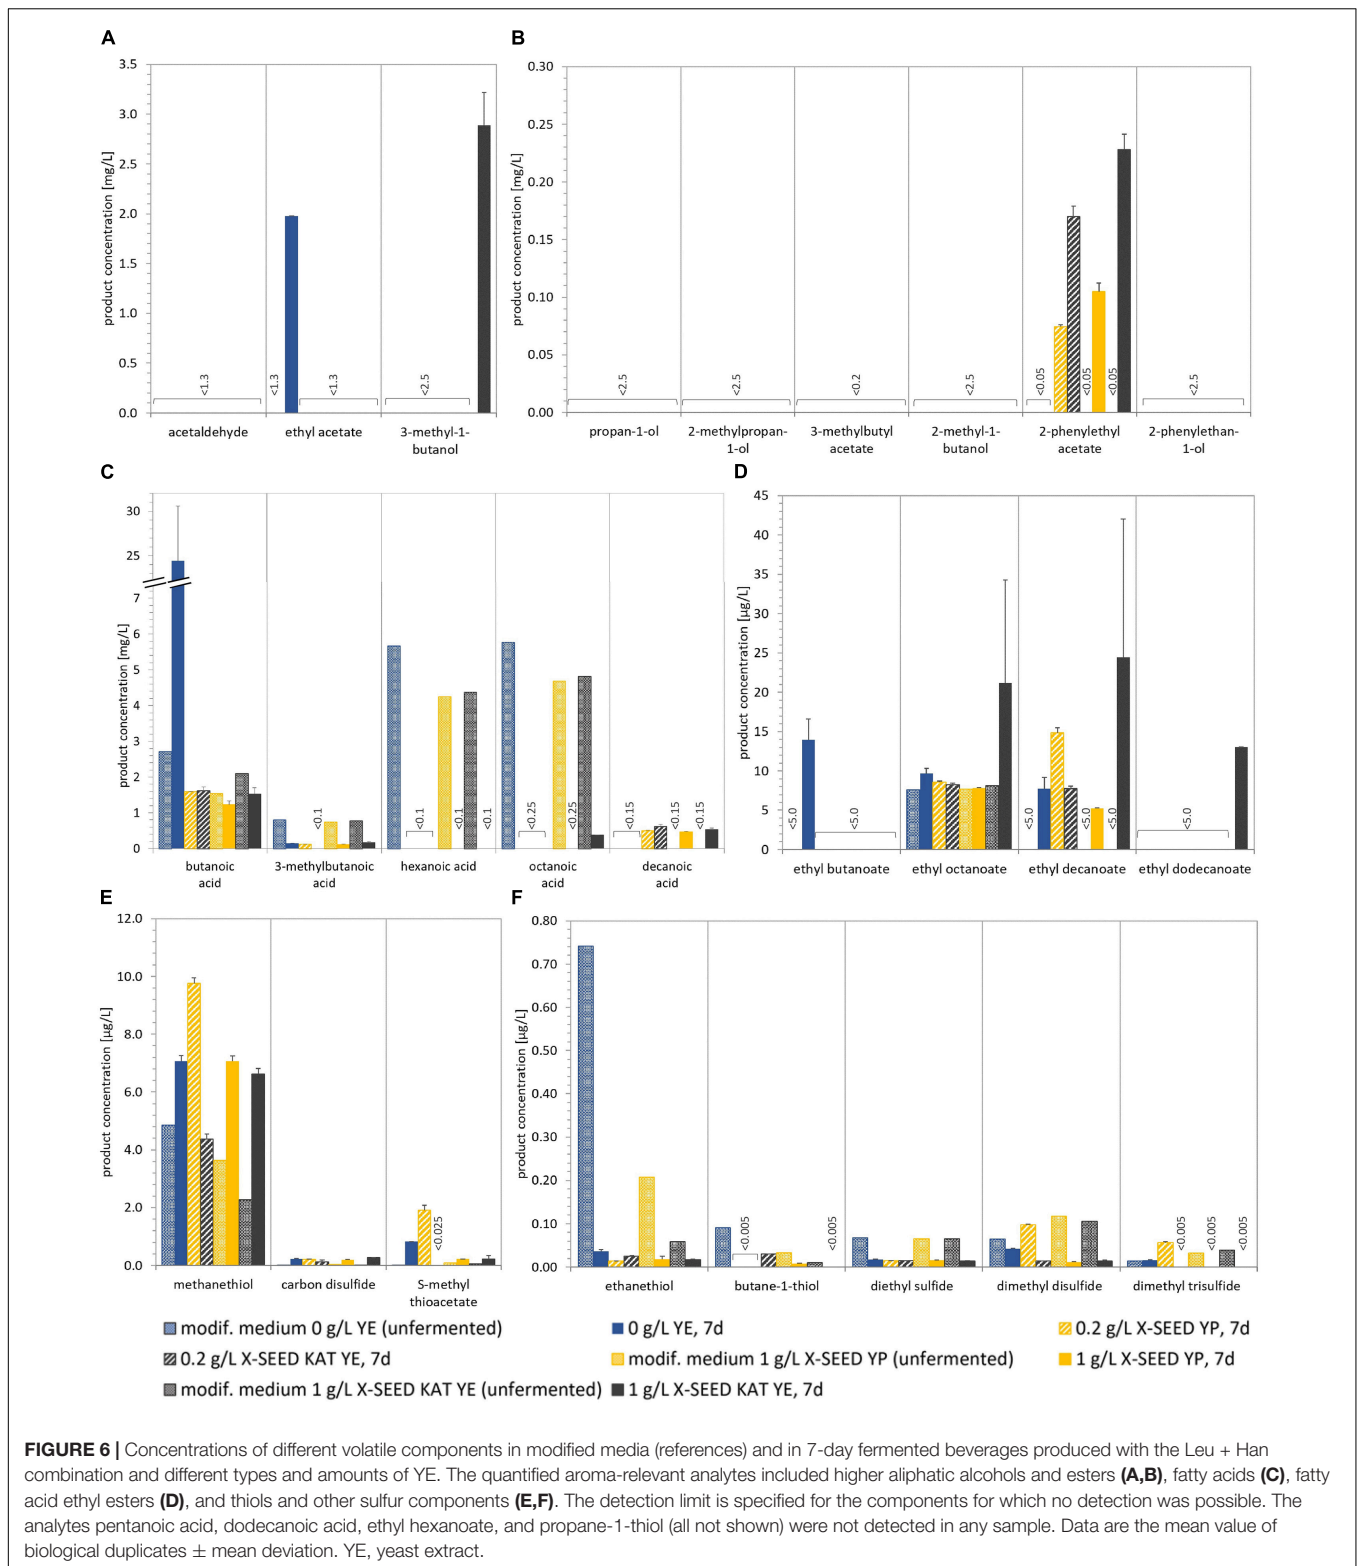 A
product concentration [mg/L]
3.5
3.0
2.5
2.0
1.5
1.0
0.5
0.0
<1.3
<1.3
<1.3
<2.5
acetaldehyde
ethyl acetate
3-methyl-1-
butanol
B
product concentration [mg/L]
0.30
0.25
0.20
0.15
0.10
0.05
0.00
<2.5
<2.5
<0.2
<2.5
<0.05
<0.05
<0.05
<2.5
propan-1-ol
2-methylpropan-
1-ol
3-methylbutyl
acetate
2-methyl-1-
butanol
2-phenylethyl
acetate
2-phenylethan-
1-ol
C
product concentration [mg/L]
30
25
7
6
5
4
3
2
1
0
<0.1
<0.1
<0.1
<0.1
<0.25
<0.25
<0.15
<0.15
<0.15
butanoic
acid
3-methylbutanoic
acid
hexanoic acid
octanoic
acid
decanoic
acid
D
product concentration [µg/L]
45
40
35
30
25
20
15
10
5
0
<5.0
<5.0
<5.0
<5.0
<5.0
<5.0
ethyl butanoate
ethyl octanoate
ethyl decanoate
ethyl dodecanoate
E
product concentration [µg/L]
12.0
10.0
8.0
6.0
4.0
2.0
0.0
<0.025
methanethiol
carbon disulfide
S-methyl
thioacetate
F
product concentration [µg/L]
0.80
0.70
0.60
0.50
0.40
0.30
0.20
0.10
0.00
<0.005
<0.005
<0.005
<0.005
<0.005
ethanethiol
butane-1-thiol
diethyl sulfide
dimethyl disulfide
dimethyl trisulfide
modif. medium 0 g/L YE (unfermented)
0 g/L YE, 7d
0.2 g/L X-SEED YP, 7d
0.2 g/L X-SEED KAT YE, 7d
modif. medium 1 g/L X-SEED YP (unfermented)
1 g/L X-SEED YP, 7d
modif. medium 1 g/L X-SEED KAT YE (unfermented)
1 g/L X-SEED KAT YE, 7d
FIGURE 6 | Concentrations of different volatile components in modified media (references) and in 7-day fermented beverages produced with the Leu + Han
combination and different types and amounts of YE. The quantified aroma-relevant analytes included higher aliphatic alcohols and esters (A,B), fatty acids (C), fatty
acid ethyl esters (D), and thiols and other sulfur components (E,F). The detection limit is specified for the components for which no detection was possible. The
analytes pentanoic acid, dodecanoic acid, ethyl hexanoate, and propane-1-thiol (all not shown) were not detected in any sample. Data are the mean value of
biological duplicates ± mean deviation. YE, yeast extract.